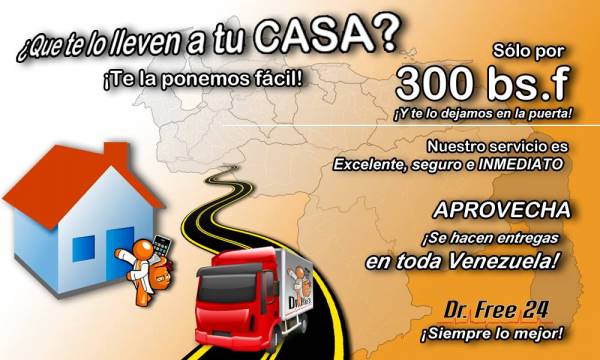 ¿Que te lo lleven a tu CASA?
¡Te la ponemos fácil!
Sólo por
300 bs.f
¡Y te lo dejamos en la puerta!
Nuestro servicio es
Excelente, seguro e INMEDIATO
APROVECHA
¡Se hacen entregas
en toda Venezuela!
Dr. Free 24
¡Siempre lo mejor!